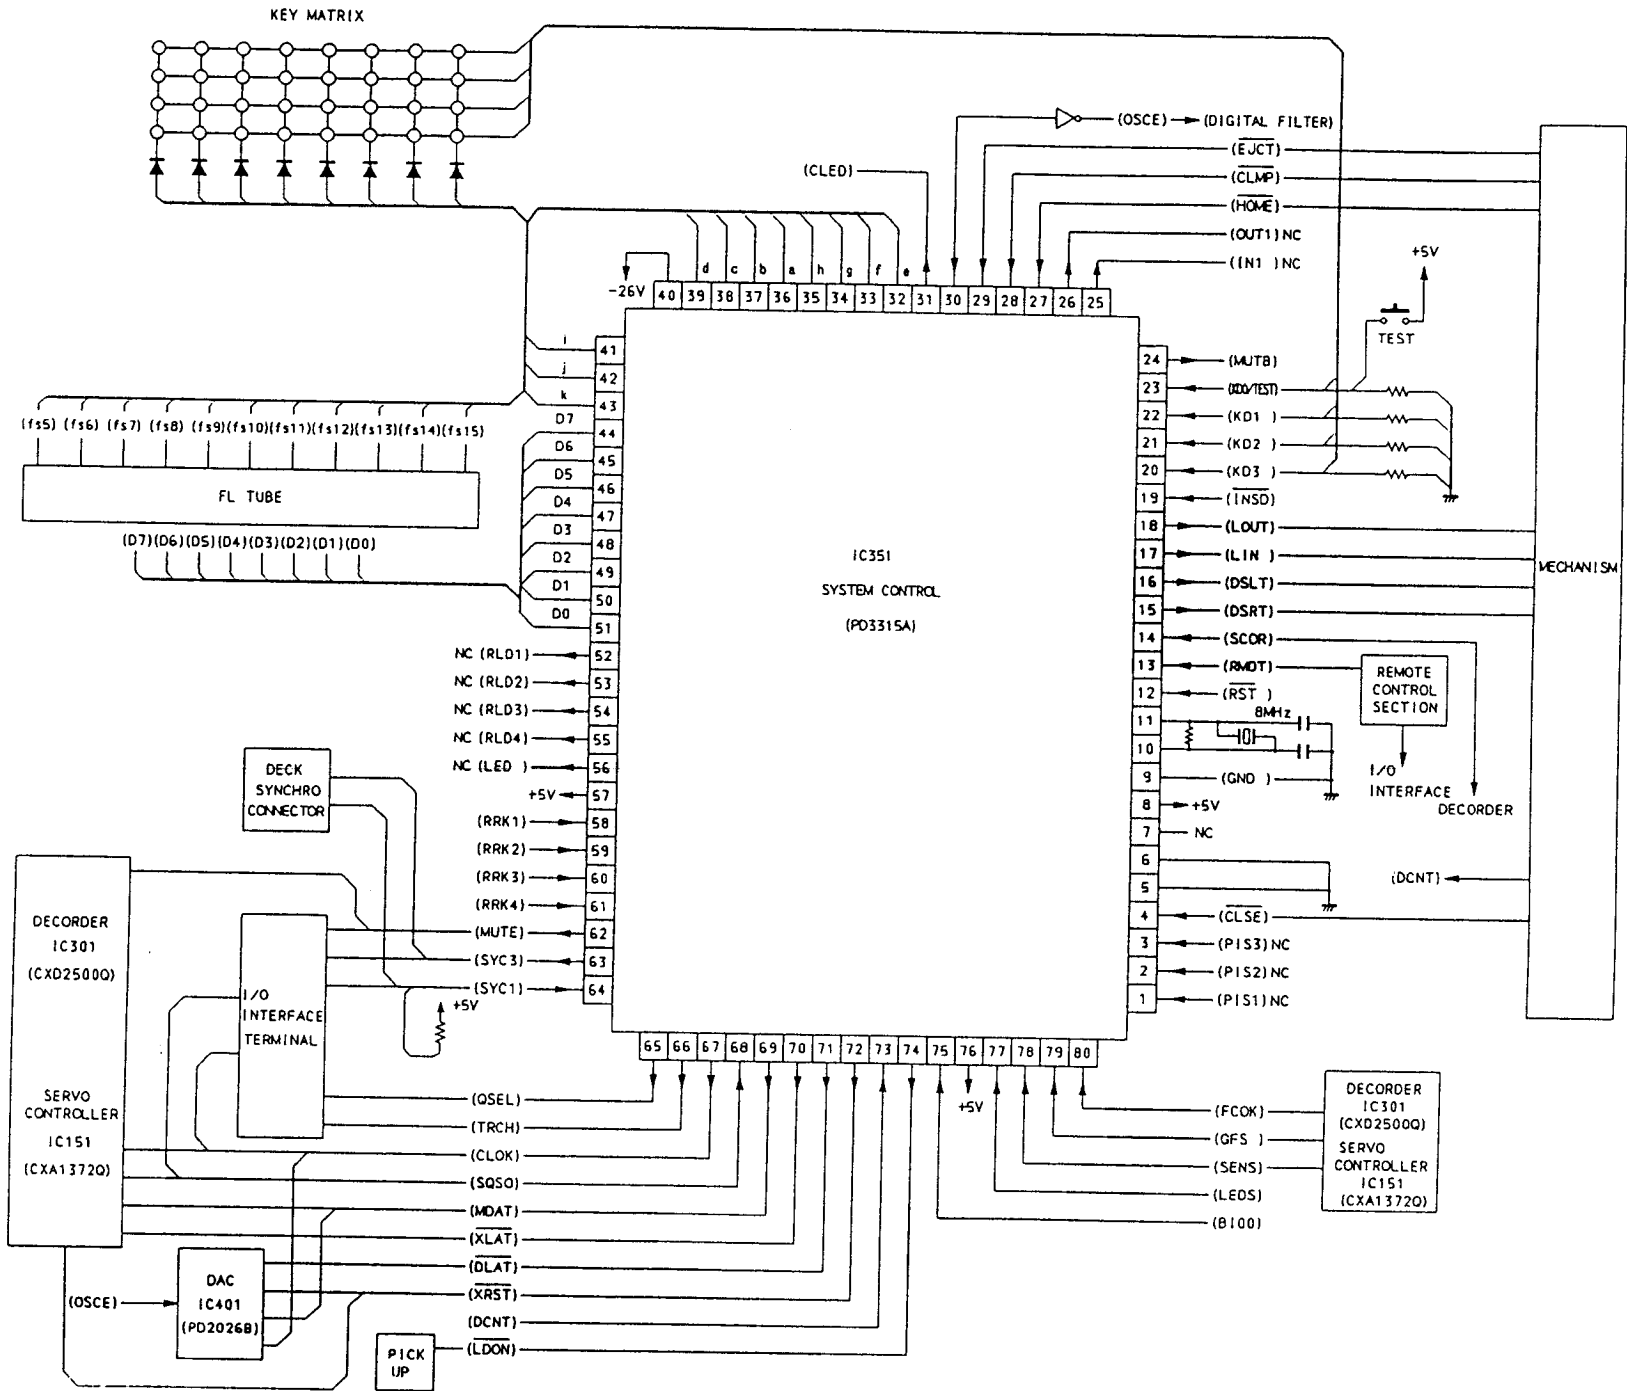 KEY MATRIX
(OSCE) (DIGITAL FILTER)
(EJCT)
(CLED)
(CLMP)
(HOME)
(OUT1)NC
(IN1 )NC
-26V
d c b a h g f e
40 39 38 37 36 35 34 33 32 31 30 29 28 27 26 25
+5V
TEST
i 41
j 42
k 43
D7 44
D6 45
D5 46
D4 47
D3 48
D2 49
D1 50
D0 51
(fs5) (fs6) (fs7) (fs8) (fs9) (fs10) (fs11) (fs12) (fs13) (fs14) (fs15)
FL TUBE
(D7) (D6) (D5) (D4) (D3) (D2) (D1) (D0)
NC (RLD1) 52
NC (RLD2) 53
NC (RLD3) 54
NC (RLD4) 55
NC (LED ) 56
+5V 57
(RRK1) 58
(RRK2) 59
(RRK3) 60
(RRK4) 61
(MUTE) 62
(SYC3) 63
(SYC1) 64
+5V
DECK
SYNCHRO
CONNECTOR
DECORDER
IC301
(CXD2500Q)
SERVO
CONTROLLER
IC151
(CXA1372Q)
I/O
INTERFACE
TERMINAL
IC351
SYSTEM CONTROL
(PD3315A)
24 (MUTB)
23 (KD0/TEST)
22 (KD1 )
21 (KD2 )
20 (KD3 )
19 (INSD)
18 (LOUT)
17 (LIN )
16 (DSLT)
15 (DSRT)
14 (SCOR)
13 (RMDT)
12 (RST )
11 8MHz
10
9 (GND )
8 +5V
7 NC
6
5
4 (CLSE)
3 (PIS3)NC
2 (PIS2)NC
1 (PIS1)NC
MECHANISM
REMOTE
CONTROL
SECTION
I/O
INTERFACE
DECORDER
(DCNT)
65 66 67 68 69 70 71 72 73 74 75 76 77 78 79 80
+5V
(QSEL)
(TRCH)
(CLOK)
(SQSO)
(MDAT)
(XLAT)
(DLAT)
(XRST)
(DCNT)
(LDON)
(FCOK)
(GFS )
(SENS)
(LEDS)
(BIOO)
DECORDER
IC301
(CXD2500Q)
SERVO
CONTROLLER
IC151
(CXA1372Q)
(OSCE)
DAC
IC401
(PD2026B)
PICK
UP